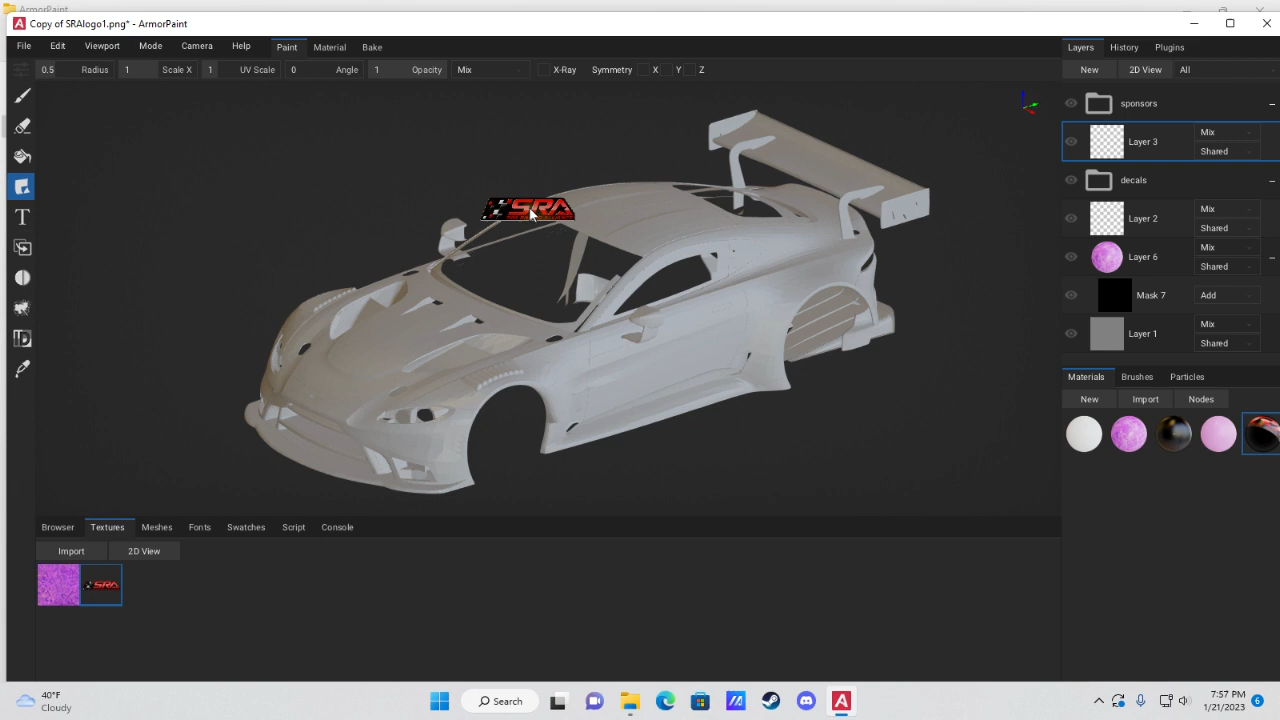 ArmorPaint
Copy of SRAlogo1.png* - ArmorPaint
File Edit Viewport Mode Camera Help Paint Material Bake
0.5 Radius 1 Scale X 1 UV Scale 0 Angle 1 Opacity Mix X-Ray Symmetry X Y Z
Layers History Plugins
New 2D View All
sponsors
Layer 3 Mix
Shared
decals
Layer 2 Mix
Shared
Layer 6 Mix
Shared
Mask 7 Add
Layer 1 Mix
Shared
Materials Brushes Particles
New Import Nodes
SRA
T
ID
Browser Textures Meshes Fonts Swatches Script Console
Import 2D View
SRA
40°F
Cloudy
Search
7:57 PM
1/21/2023
6